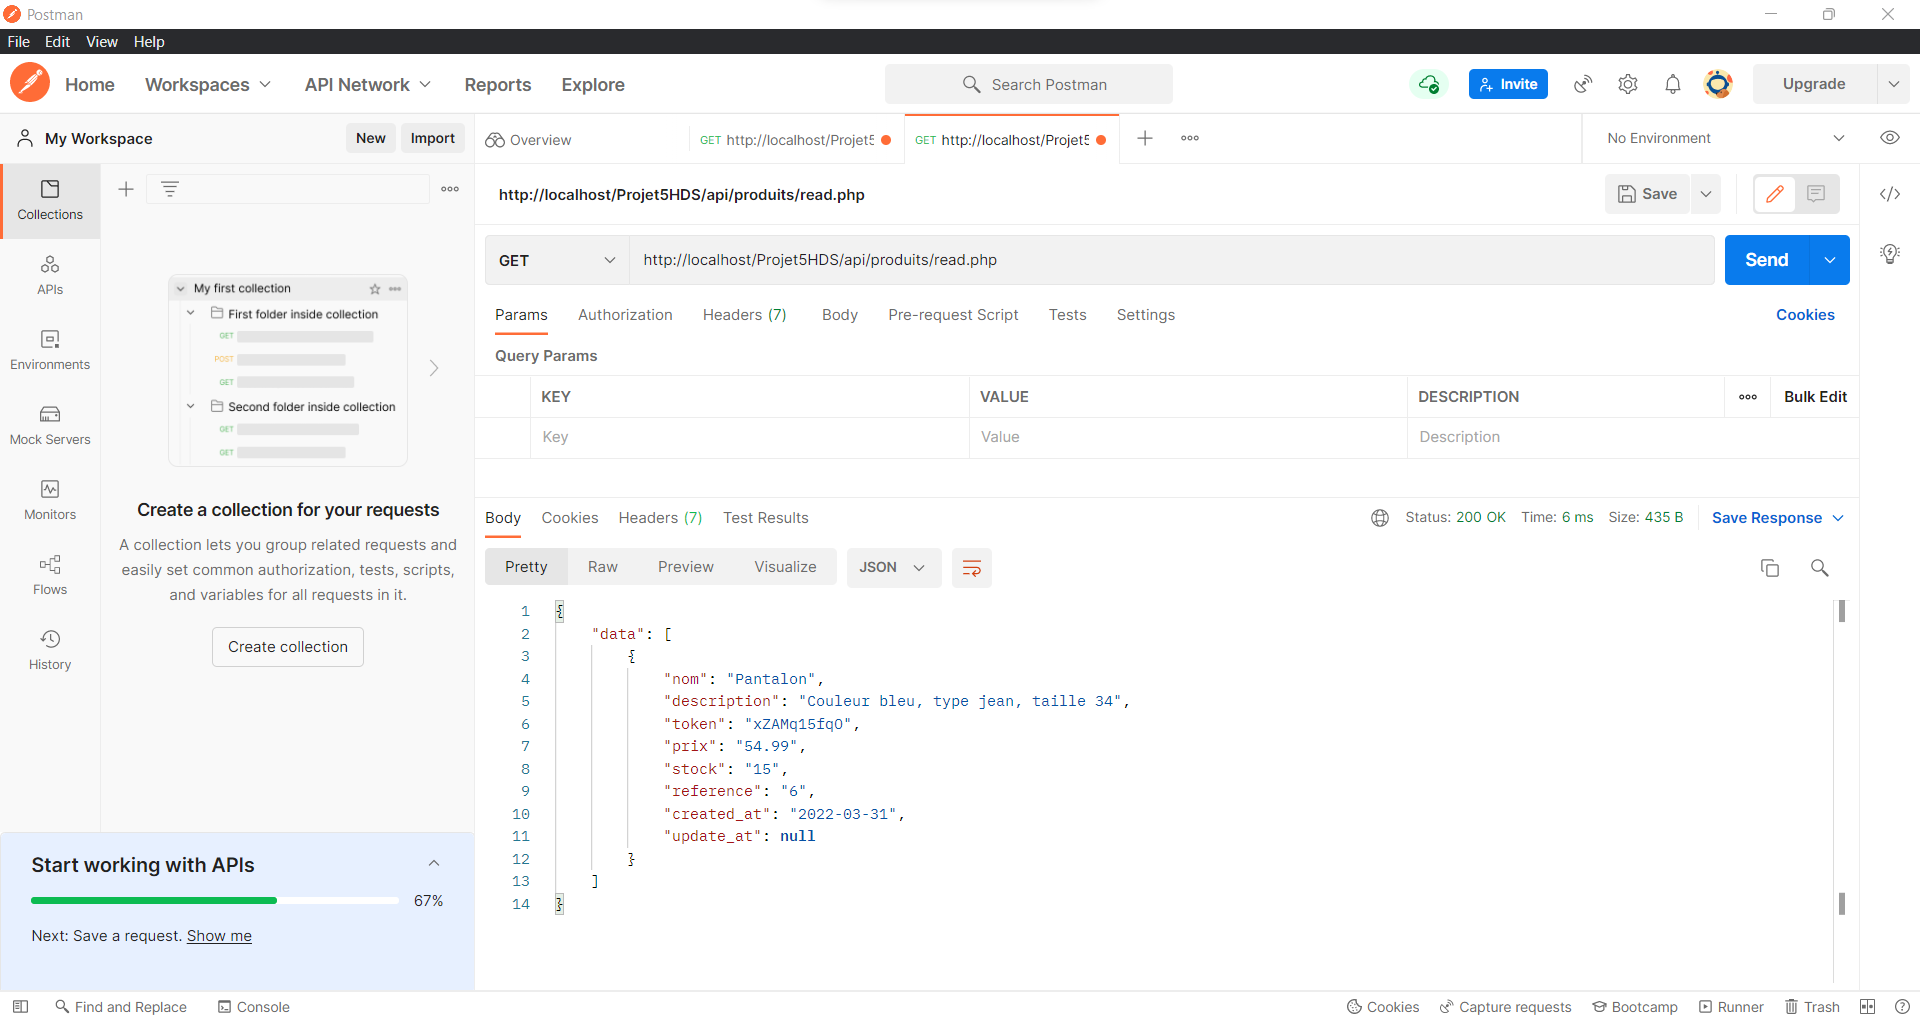 Postman
File Edit View Help
Home Workspaces API Network Reports Explore
Search Postman
Invite
Upgrade
My Workspace
New
Import
Overview
GET http://localhost/Projet5
GET http://localhost/Projet5
No Environment
Collections
APIs
Environments
Mock Servers
Monitors
Flows
History
My first collection
First folder inside collection
GET
POST
GET
Second folder inside collection
GET
GET
Create a collection for your requests
A collection lets you group related requests and
easily set common authorization, tests, scripts,
and variables for all requests in it.
Create collection
Start working with APIs
67%
Next: Save a request. Show me
http://localhost/Projet5HDS/api/produits/read.php
Save
GET
http://localhost/Projet5HDS/api/produits/read.php
Send
Params Authorization Headers (7) Body Pre-request Script Tests Settings
Cookies
Query Params
KEY VALUE DESCRIPTION
Bulk Edit
Key Value Description
Body Cookies Headers (7) Test Results
Status: 200 OK Time: 6 ms Size: 435 B
Save Response
Pretty Raw Preview Visualize
JSON
1 {
2 "data": [
3 {
4 "nom": "Pantalon",
5 "description": "Couleur bleu, type jean, taille 34",
6 "token": "xZAMq15fqO",
7 "prix": "54.99",
8 "stock": "15",
9 "reference": "6",
10 "created_at": "2022-03-31",
11 "update_at": null
12 }
13 ]
14 }
Find and Replace
Console
Cookies
Capture requests
Bootcamp
Runner
Trash